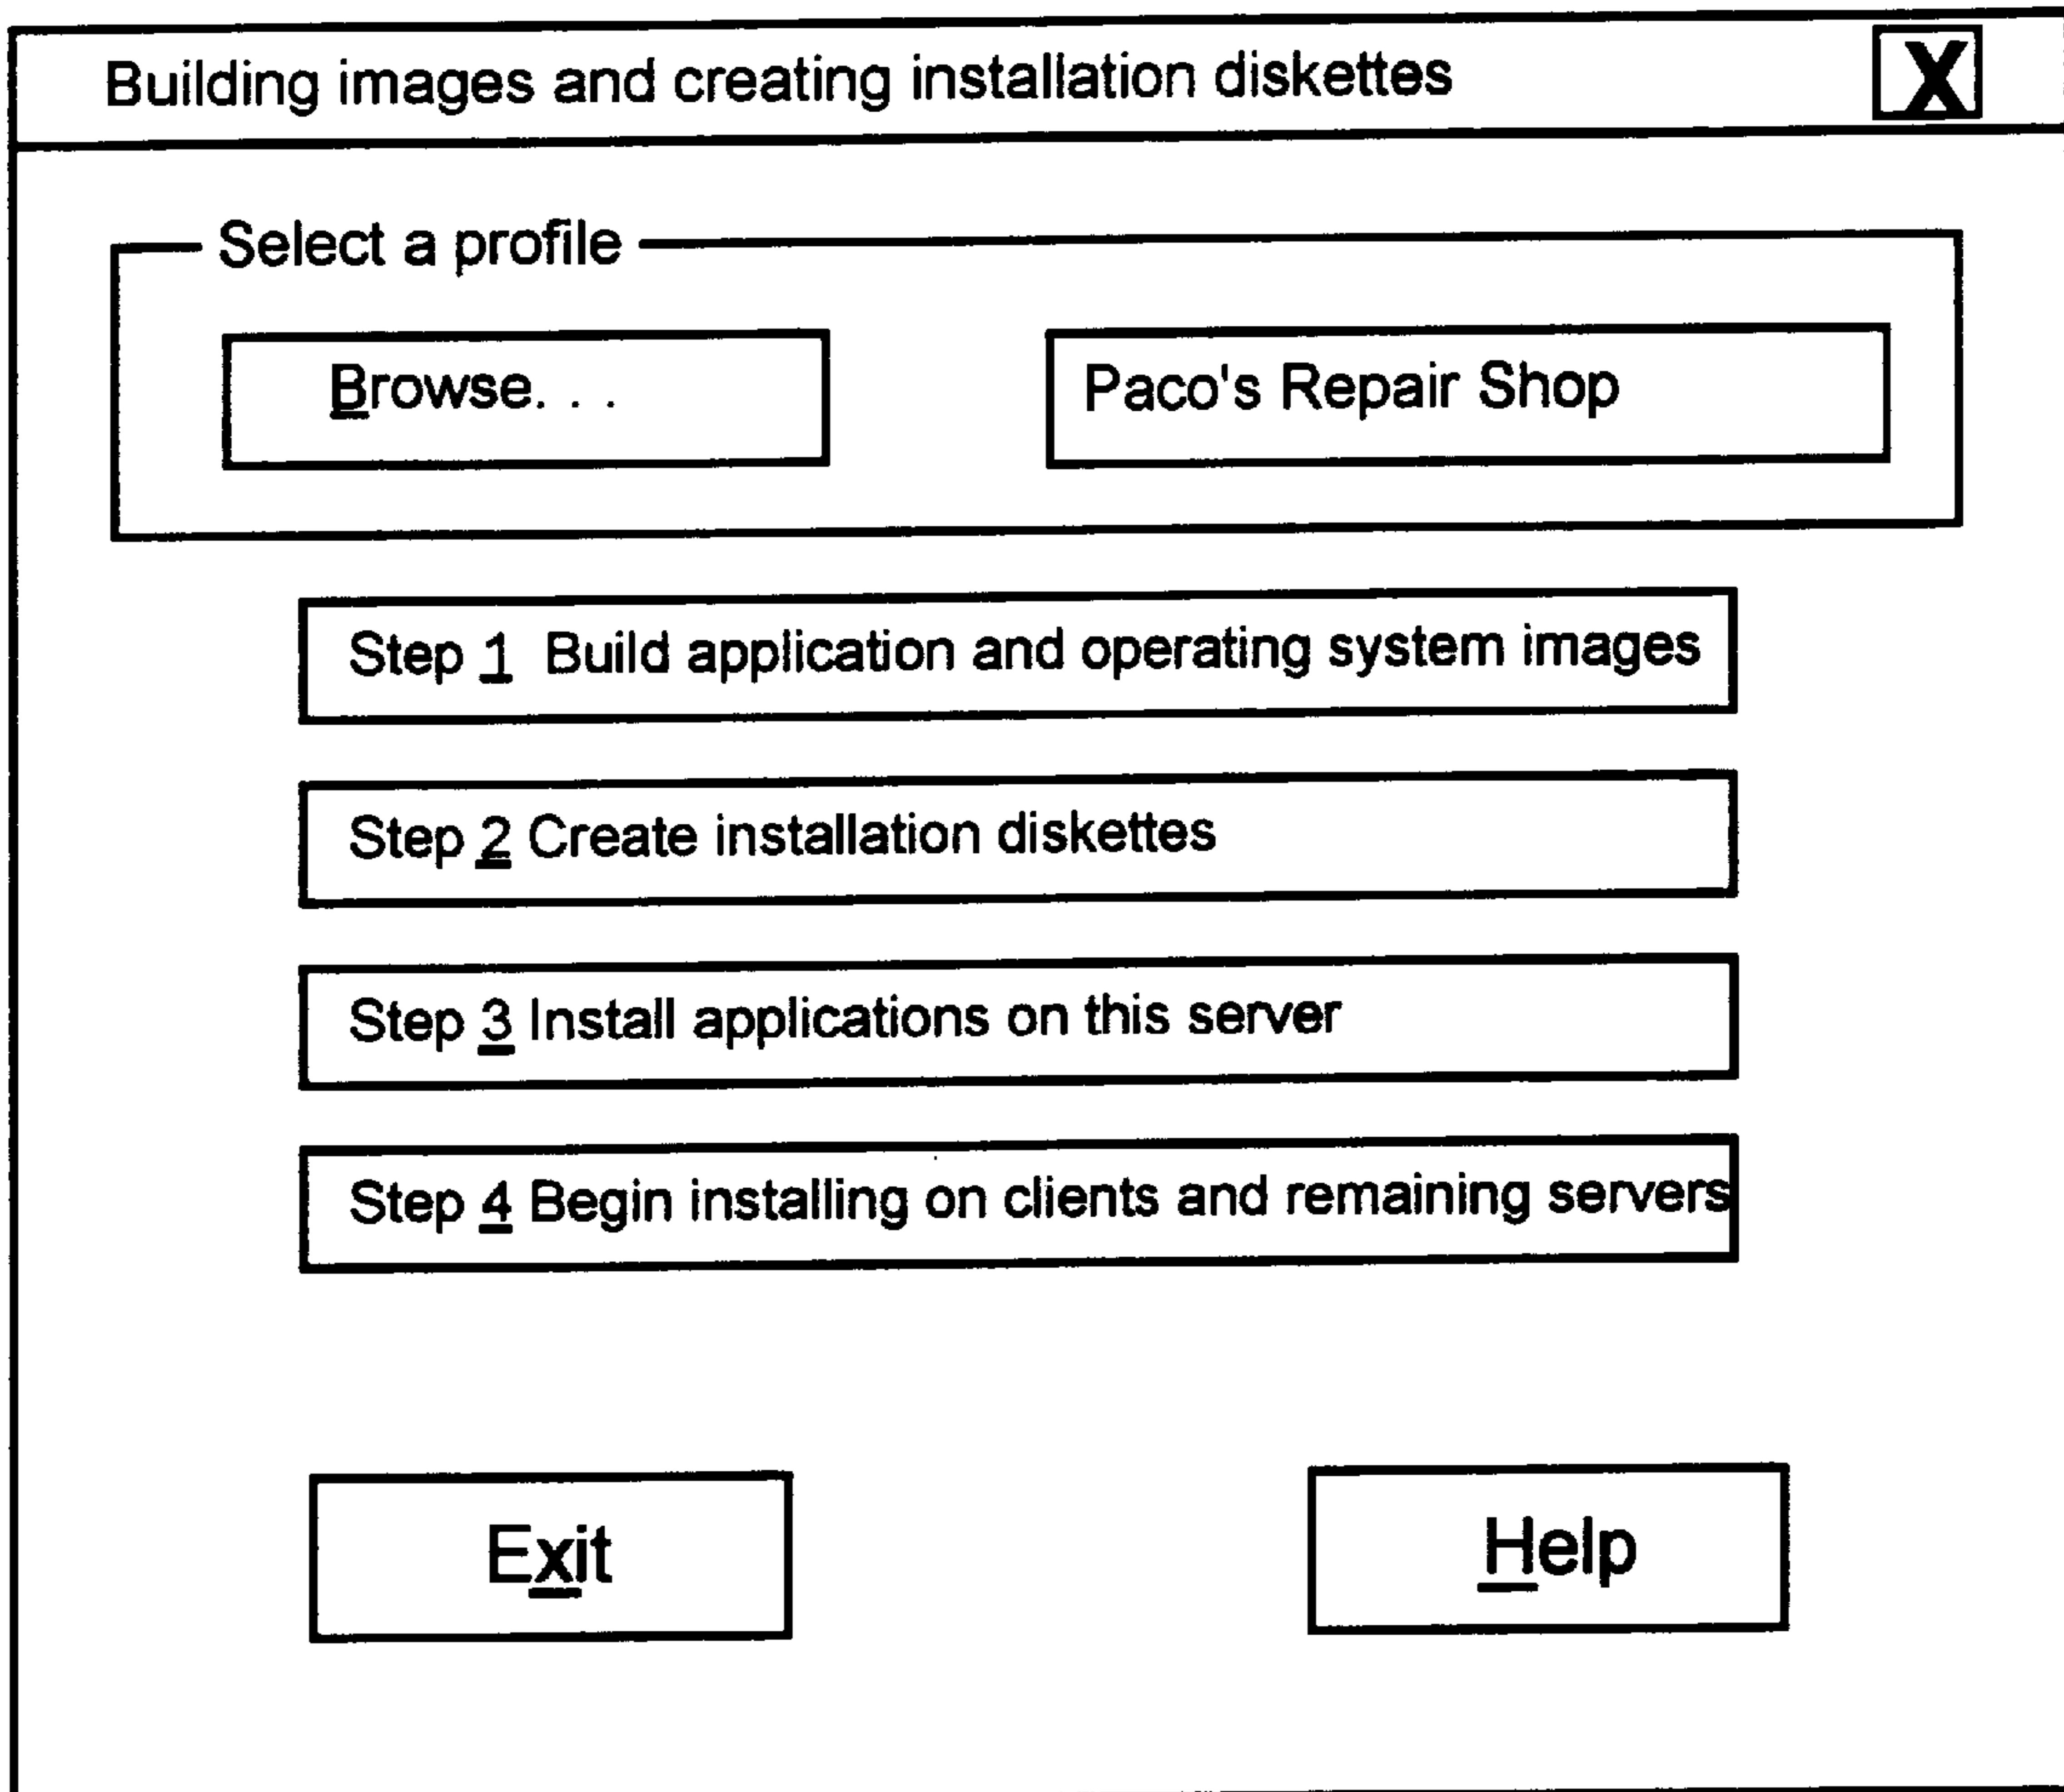 Building images and creating installation diskettes X
Select a profile
Browse. . . Paco's Repair Shop
Step 1 Build application and operating system images
Step 2 Create installation diskettes
Step 3 Install applications on this server
Step 4 Begin installing on clients and remaining servers
Exit Help